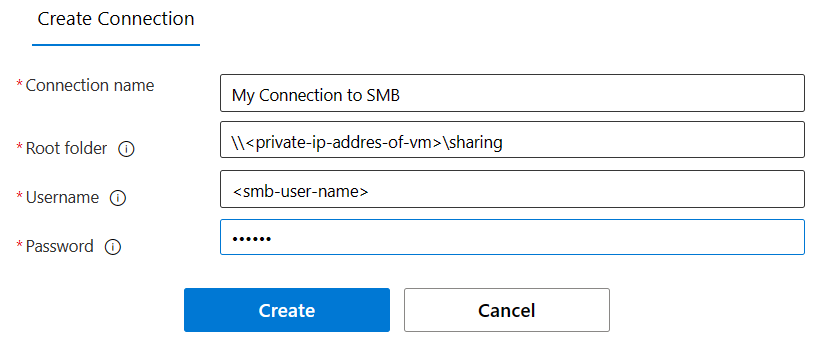 Create Connection
* Connection name
My Connection to SMB
* Root folder
\\<private-ip-addres-of-vm>\sharing
* Username
<smb-user-name>
* Password
••••••
Create Cancel